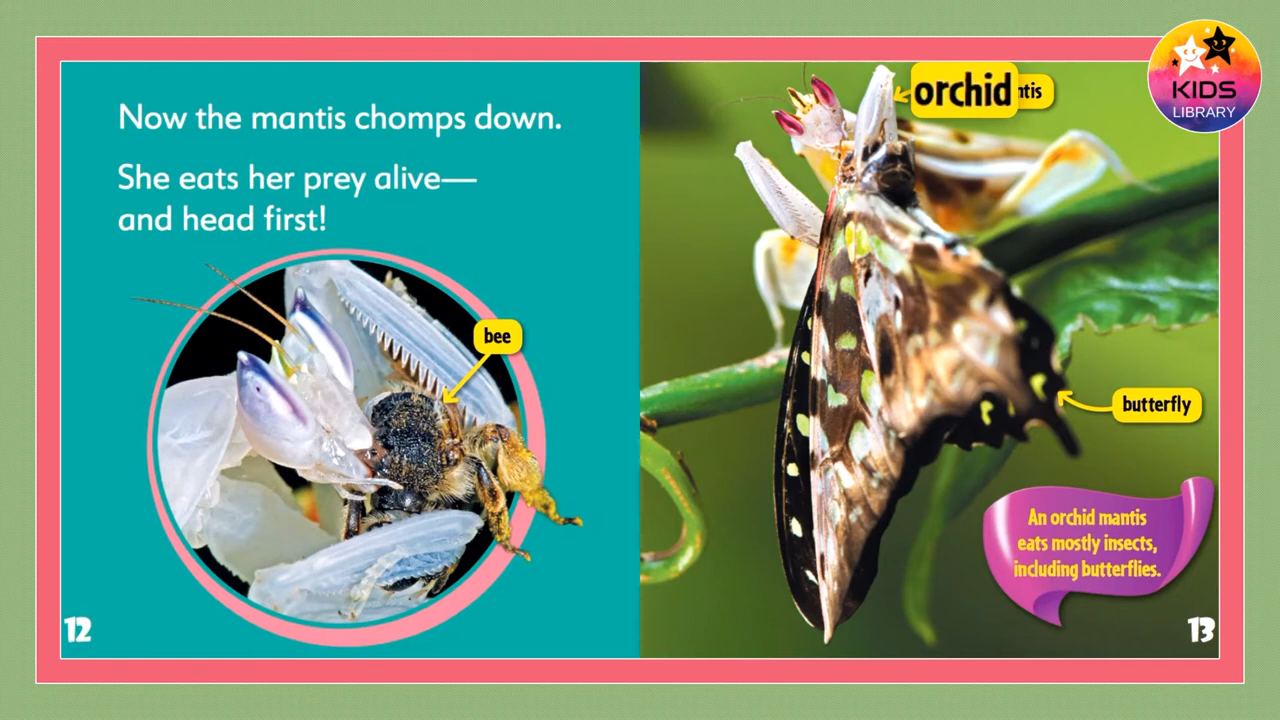 Now the mantis chomps down.
She eats her prey alive—
and head first!
bee
12
orchid ntis
butterfly
An orchid mantis
eats mostly insects,
including butterflies.
13
KIDS
LIBRARY